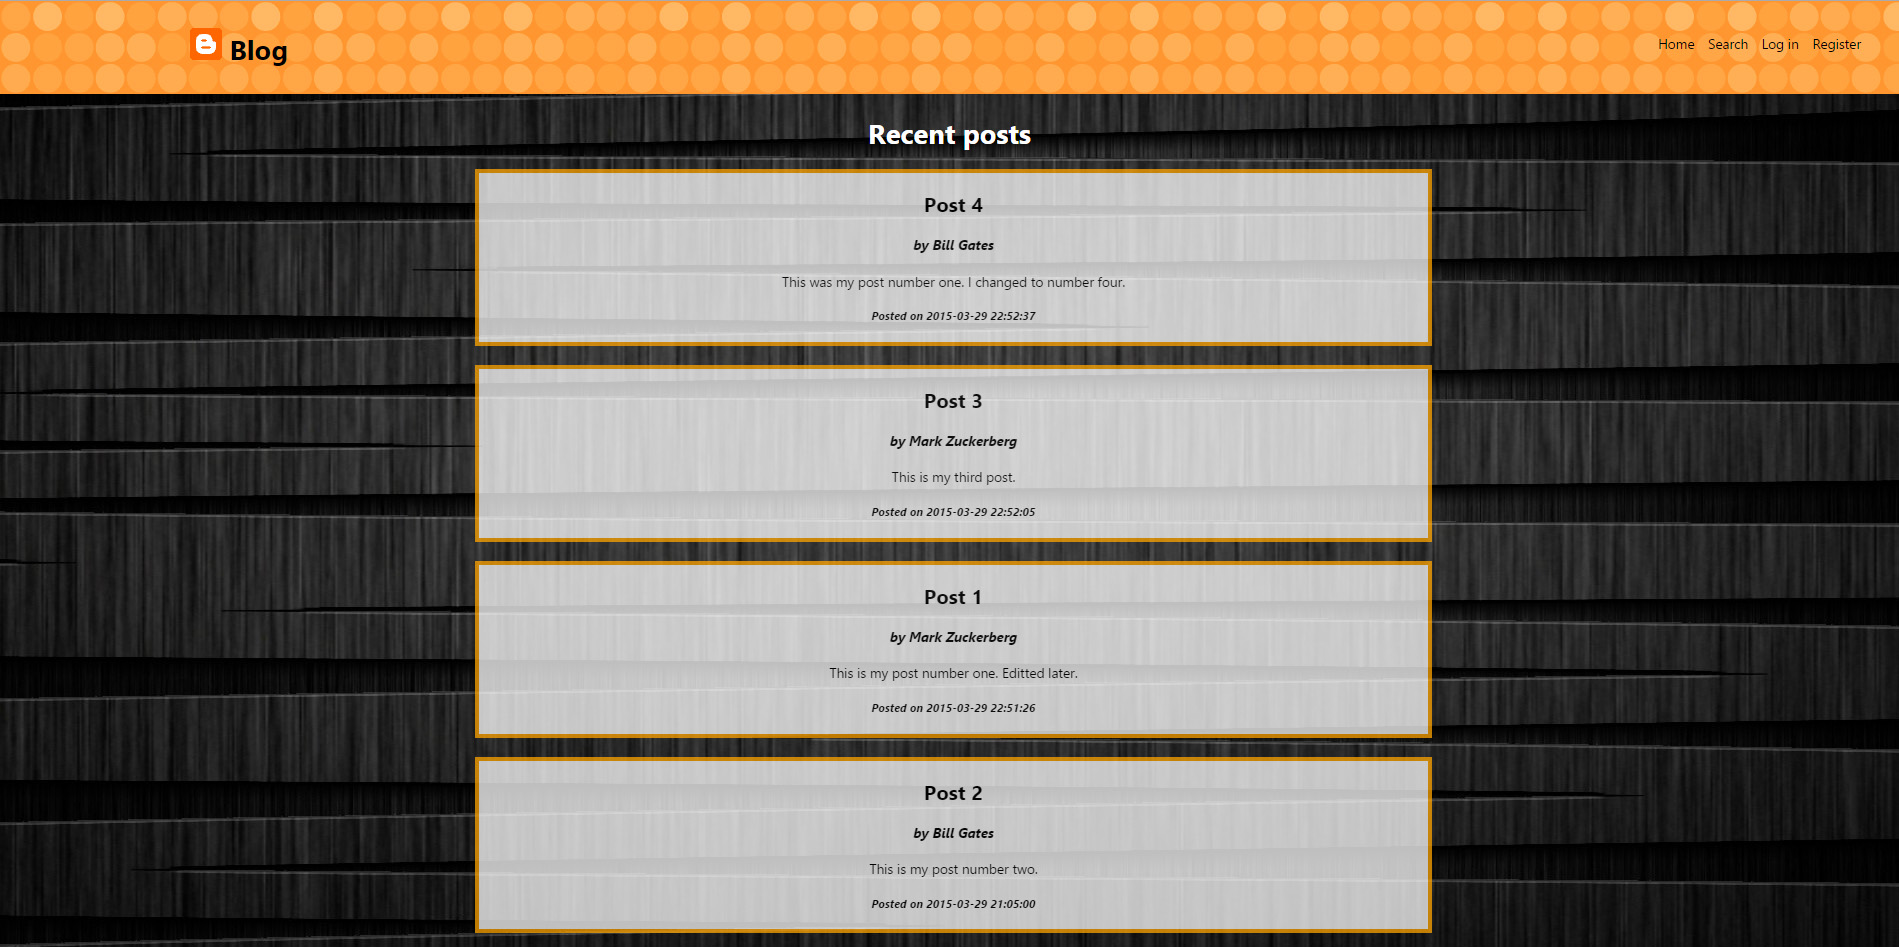 Blog
Home Search Log in Register
Recent posts
Post 4
by Bill Gates
This was my post number one. I changed to number four.
Posted on 2015-03-29 22:52:37
Post 3
by Mark Zuckerberg
This is my third post.
Posted on 2015-03-29 22:52:05
Post 1
by Mark Zuckerberg
This is my post number one. Editted later.
Posted on 2015-03-29 22:51:26
Post 2
by Bill Gates
This is my post number two.
Posted on 2015-03-29 21:05:00